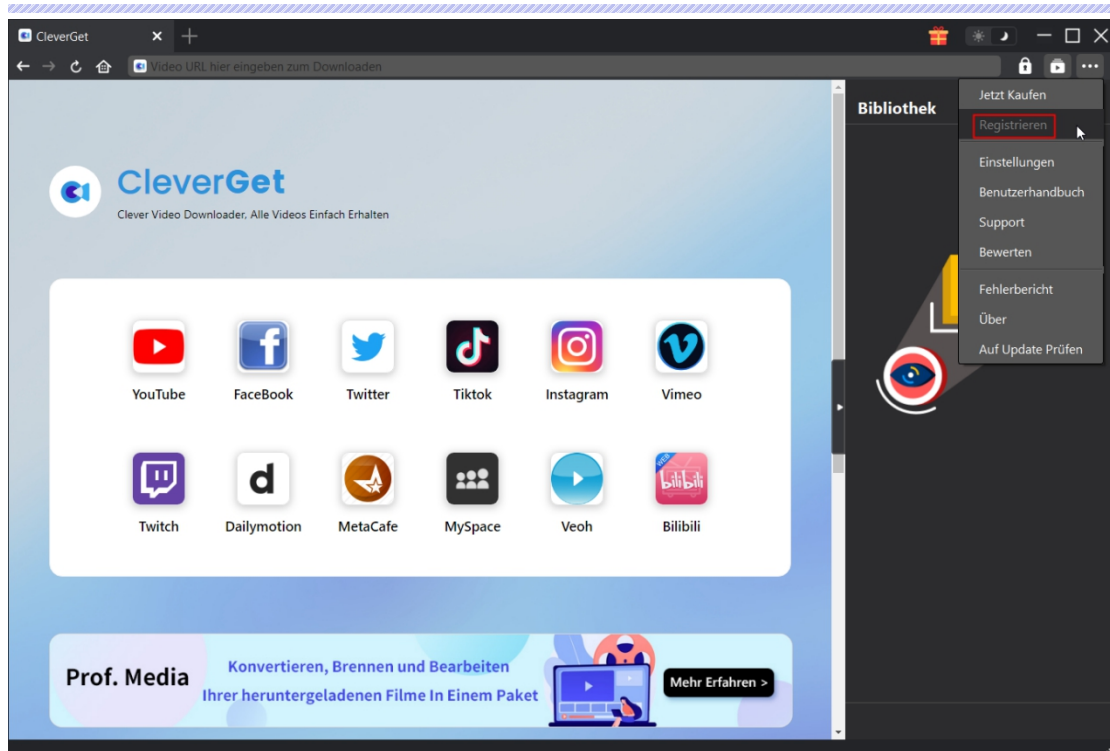 CleverGet
Video URL hier eingeben zum Downloaden
Jetzt Kaufen
Registrieren
Einstellungen
Benutzerhandbuch
Support
Bewerten
Fehlerbericht
Über
Auf Update Prüfen
Bibliothek
CleverGet
Clever Video Downloader. Alle Videos Einfach Erhalten
YouTube FaceBook Twitter Tiktok Instagram Vimeo
Twitch Dailymotion MetaCafe MySpace Veoh Bilibili
WEB
bilibili
Prof. Media
Konvertieren, Brennen und Bearbeiten
Ihrer heruntergeladenen Filme In Einem Paket
Mehr Erfahren >